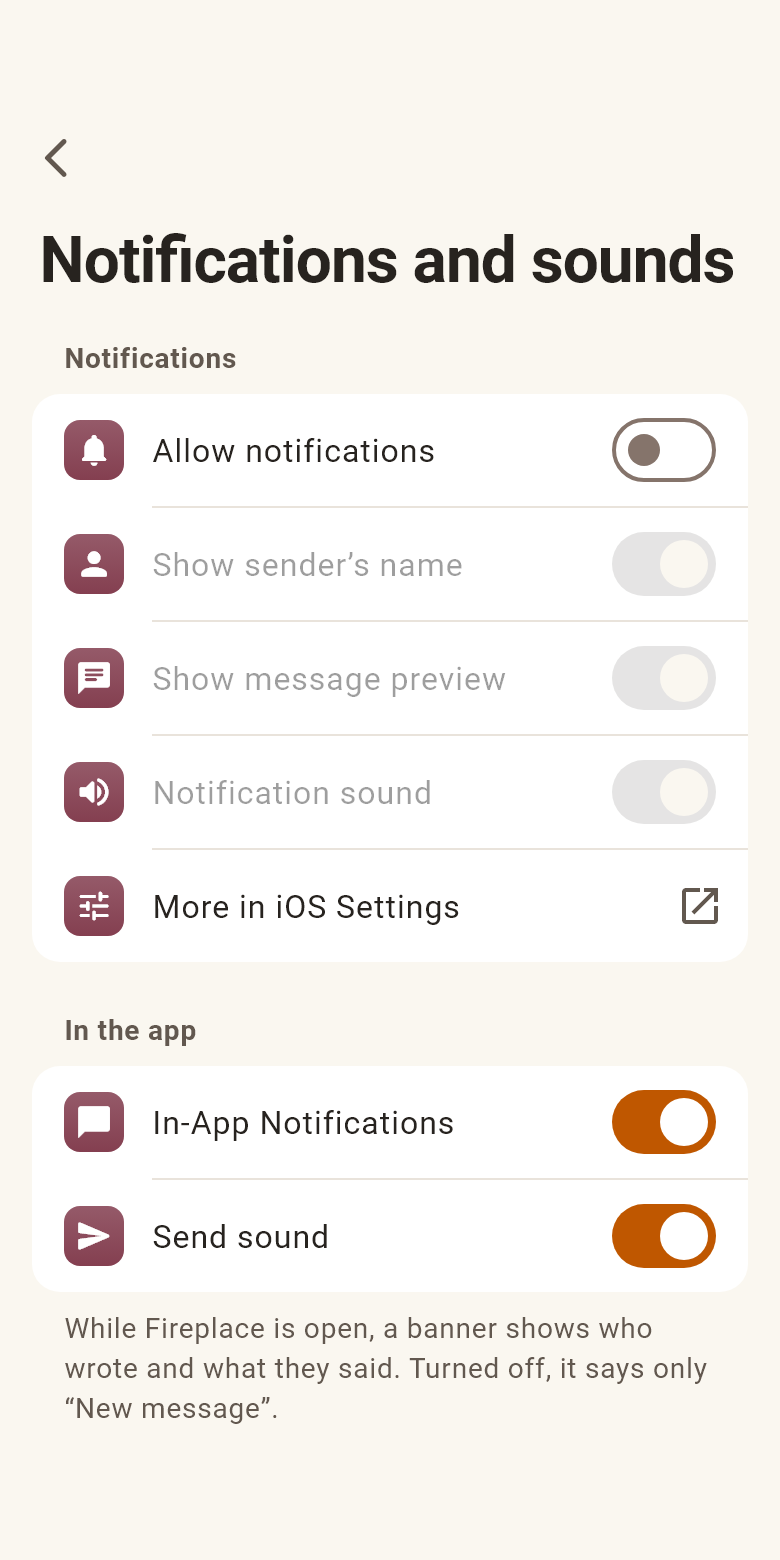 Notifications and sounds
Notifications
Allow notifications
Show sender’s name
Show message preview
Notification sound
More in iOS Settings
In the app
In-App Notifications
Send sound
While Fireplace is open, a banner shows who
wrote and what they said. Turned off, it says only
“New message”.